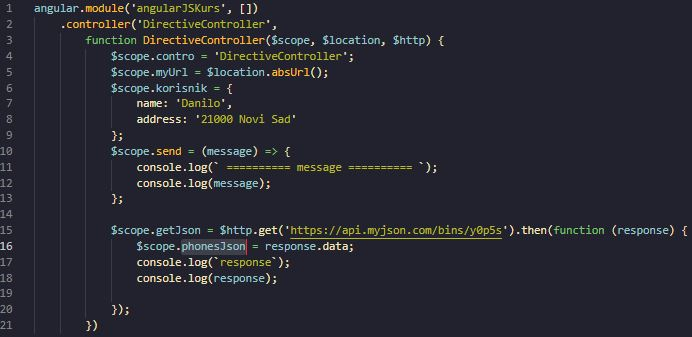 1 angular.module('angularJSKurs', [])
2     .controller('DirectiveController',
3         function DirectiveController($scope, $location, $http) {
4             $scope.contro = 'DirectiveController';
5             $scope.myUrl = $location.absUrl();
6             $scope.korisnik = {
7                 name: 'Danilo',
8                 address: '21000 Novi Sad'
9             };
10             $scope.send = (message) => {
11                 console.log(` ========== message ========== `);
12                 console.log(message);
13             };
14
15             $scope.getJson = $http.get('https://api.myjson.com/bins/y0p5s').then(function (response) {
16                 $scope.phonesJson = response.data;
17                 console.log(`response`);
18                 console.log(response);
19
20             });
21         })